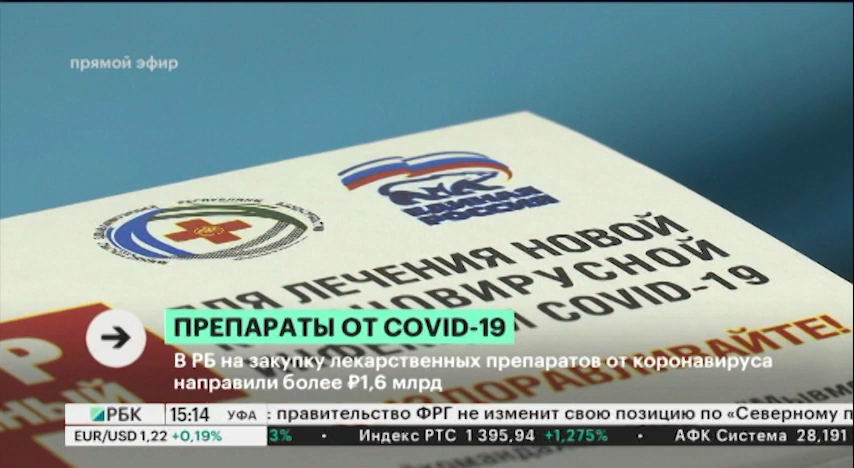 прямой эфир
ЕДИНАЯ
РОССИЯ
ДЛЯ ЛЕЧЕНИЯ НОВОЙ
COVID-19
ПРЕПАРАТЫ ОТ COVID-19
В РБ на закупку лекарственных препаратов от коронавируса
направили более ₽1,6 млрд
РБК 15:14 УФА : правительство ФРГ не изменит свою позицию по «Северному п
EUR/USD 1,22 +0,19% 3% • Индекс РТС 1 395,94 +1,275% • АФК Система 28,191